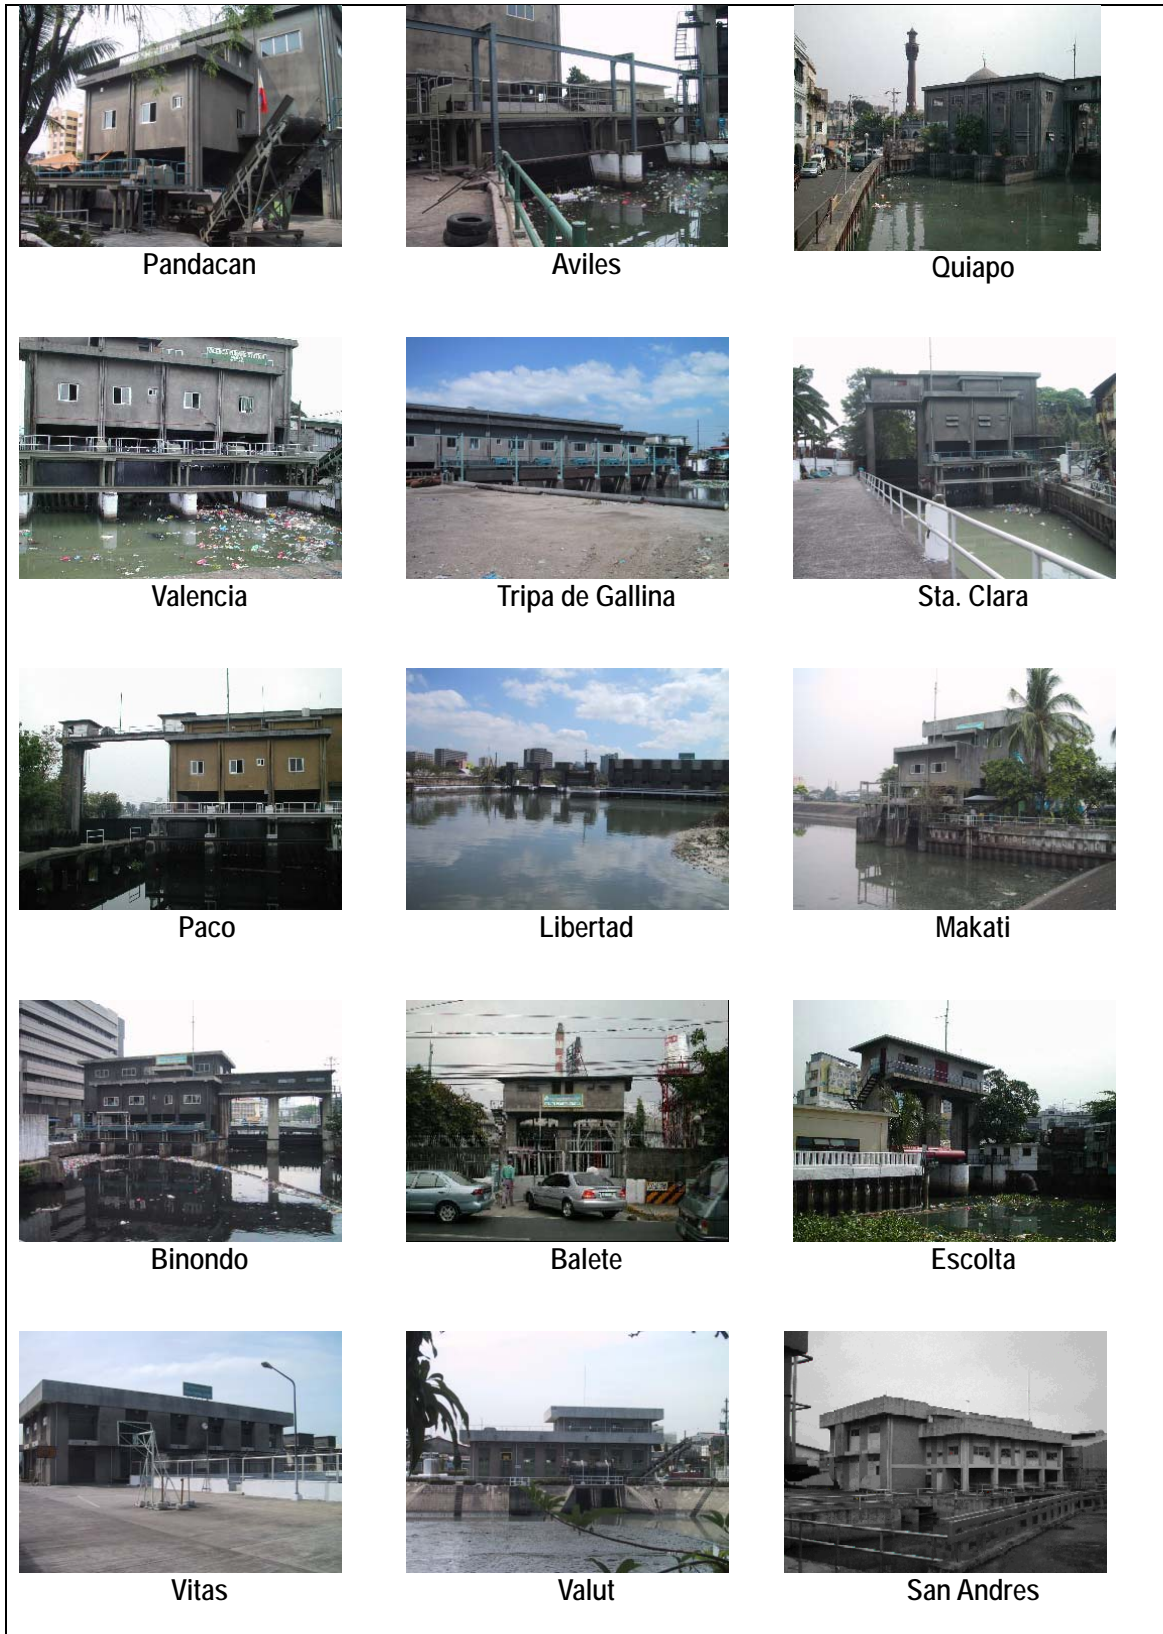 Pandacan
Aviles
Quiapo
Valencia
Tripa de Gallina
Sta. Clara
Paco
Libertad
Makati
Binondo
Balete
Escolta
Vitas
Valut
San Andres